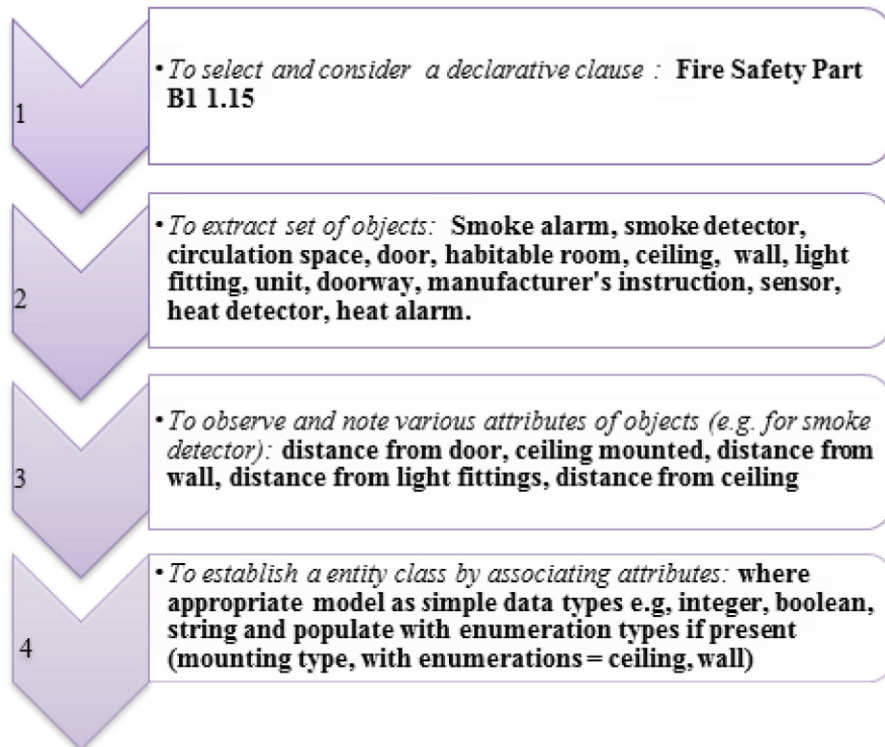 1
• To select and consider a declarative clause : Fire Safety Part
B1 1.15
2
• To extract set of objects: Smoke alarm, smoke detector,
circulation space, door, habitable room, ceiling, wall, light
fitting, unit, doorway, manufacturer's instruction, sensor,
heat detector, heat alarm.
3
• To observe and note various attributes of objects (e.g. for smoke
detector): distance from door, ceiling mounted, distance from
wall, distance from light fittings, distance from ceiling
4
• To establish a entity class by associating attributes: where
appropriate model as simple data types e.g, integer, boolean,
string and populate with enumeration types if present
(mounting type, with enumerations = ceiling, wall)